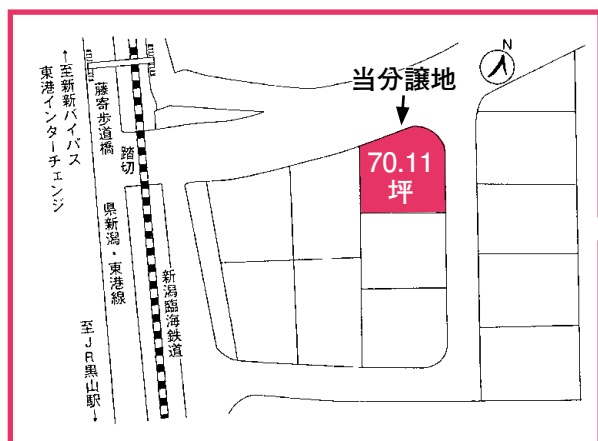 ←至新新バイパス
東港インターチェンジ
藤寄歩道橋
踏切
県新潟・東港線
至JR黒山駅→
新潟臨海鉄道
当分譲地
70.11
坪
N